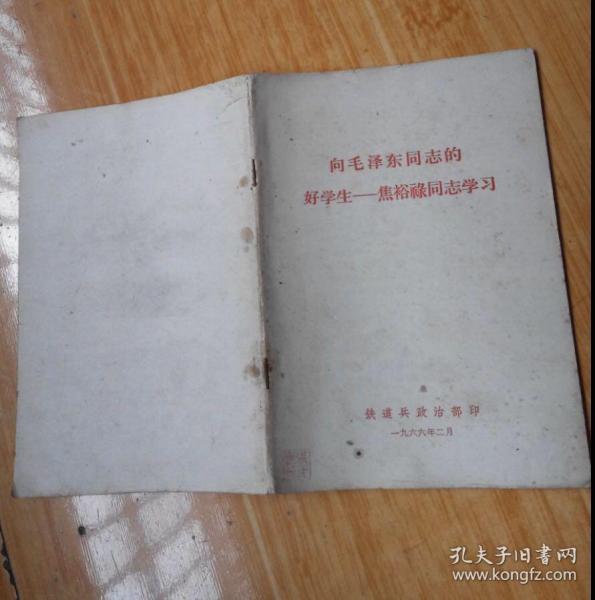 向毛泽东同志的
好学生——焦裕祿同志学习
铁道兵政治部印
一九六六年二月
孔夫子旧書网
www.kongfz.com